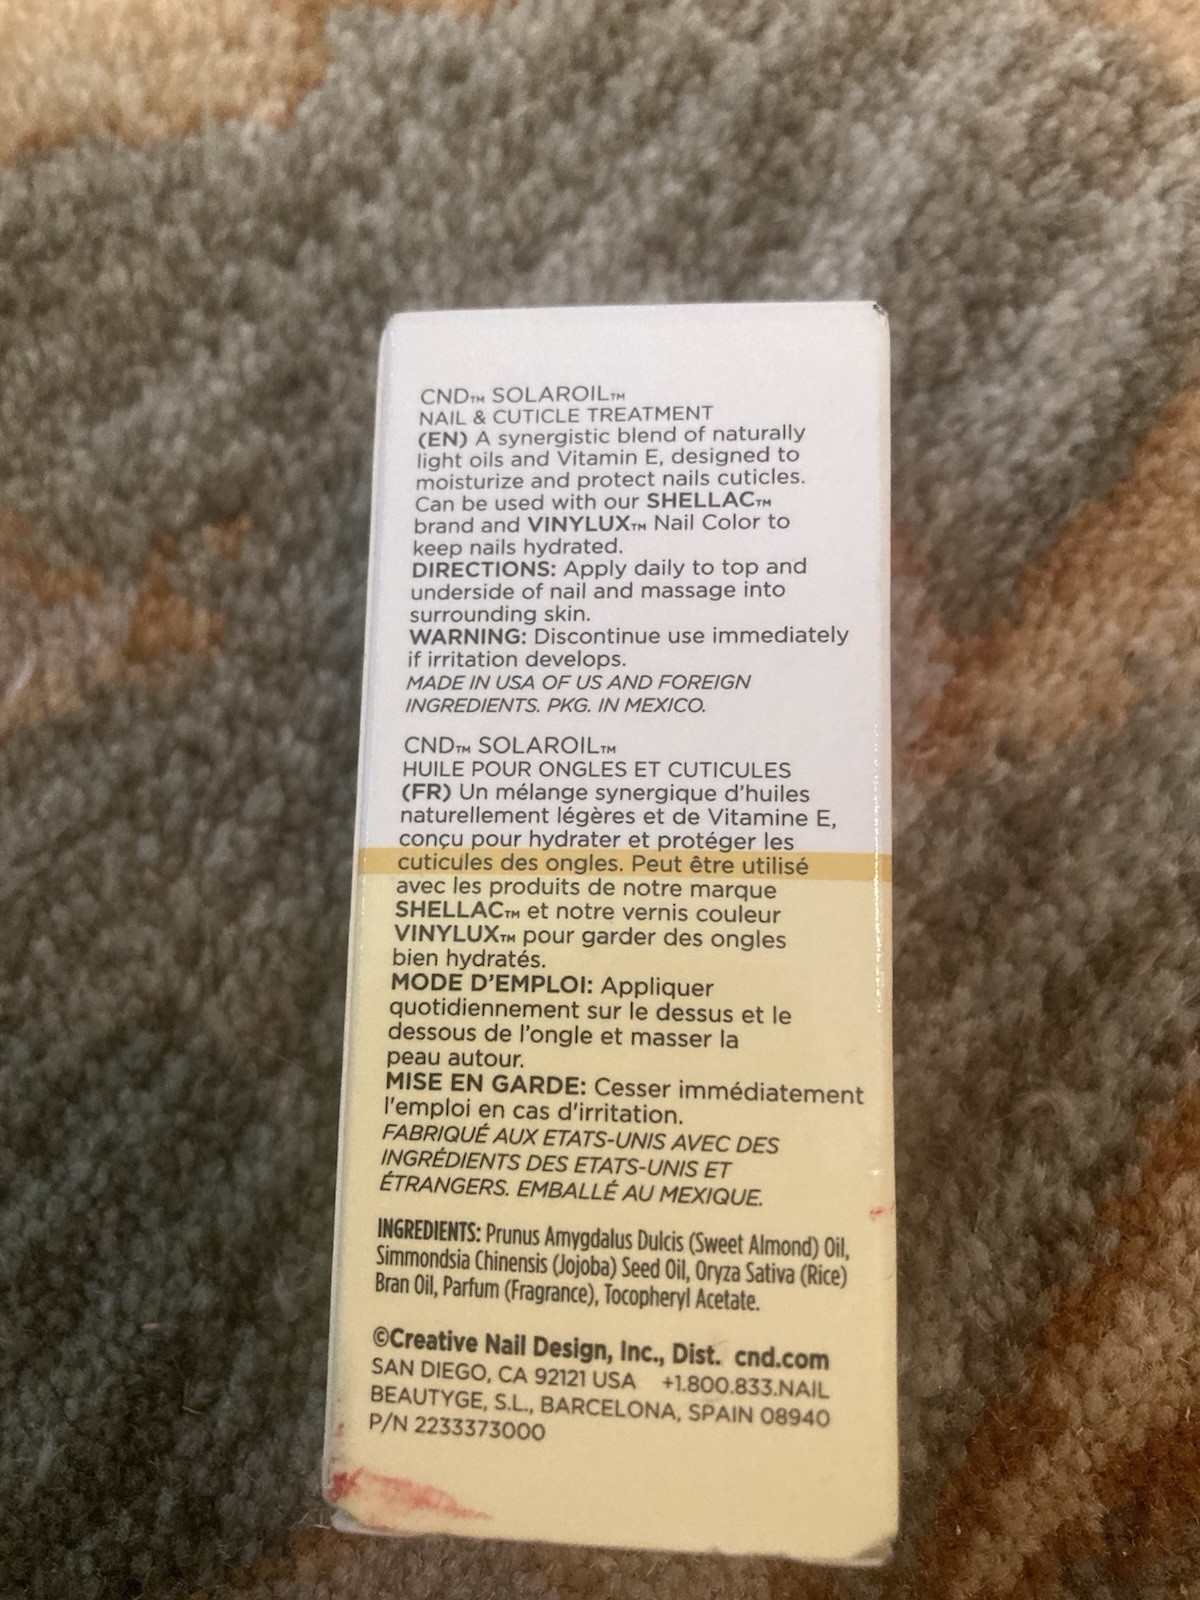 CND™ SOLAROIL™
NAIL & CUTICLE TREATMENT
(EN) A synergistic blend of naturally
light oils and Vitamin E, designed to
moisturize and protect nails cuticles.
Can be used with our SHELLAC™
brand and VINYLUX™ Nail Color to
keep nails hydrated.
DIRECTIONS: Apply daily to top and
underside of nail and massage into
surrounding skin.
WARNING: Discontinue use immediately
if irritation develops.
MADE IN USA OF US AND FOREIGN
INGREDIENTS. PKG. IN MEXICO.
CND™ SOLAROIL™
HUILE POUR ONGLES ET CUTICULES
(FR) Un mélange synergique d'huiles
naturellement légères et de Vitamine E,
conçu pour hydrater et protéger les
cuticules des ongles. Peut être utilisé
avec les produits de notre marque
SHELLAC™ et notre vernis couleur
VINYLUX™ pour garder des ongles
bien hydratés.
MODE D'EMPLOI: Appliquer
quotidiennement sur le dessus et le
dessous de l'ongle et masser la
peau autour.
MISE EN GARDE: Cesser immédiatement
l'emploi en cas d'irritation.
FABRIQUÉ AUX ETATS-UNIS AVEC DES
INGRÉDIENTS DES ETATS-UNIS ET
ÉTRANGERS. EMBALLÉ AU MEXIQUE.
INGREDIENTS: Prunus Amygdalus Dulcis (Sweet Almond) Oil,
Simmondsia Chinensis (Jojoba) Seed Oil, Oryza Sativa (Rice)
Bran Oil, Parfum (Fragrance), Tocopheryl Acetate.
©Creative Nail Design, Inc., Dist. cnd.com
SAN DIEGO, CA 92121 USA +1.800.833.NAIL
BEAUTYGE, S.L., BARCELONA, SPAIN 08940
P/N 2233373000